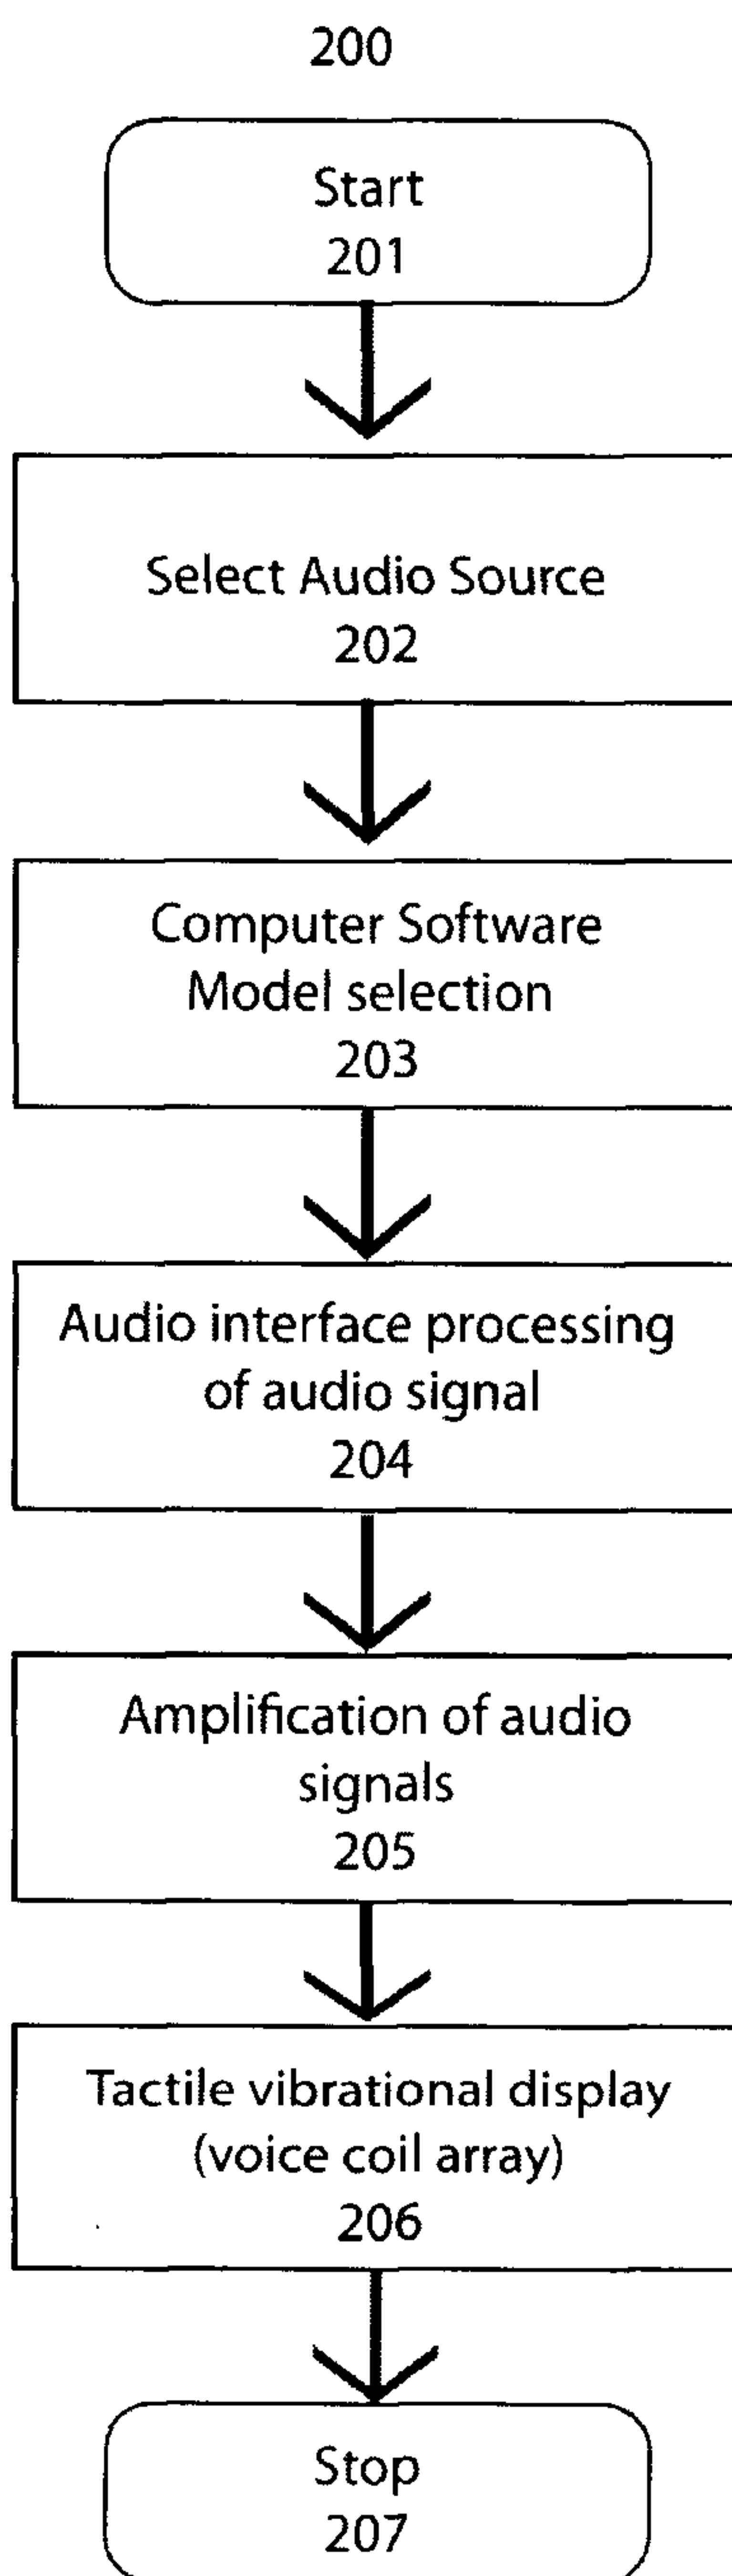 200
Start
201
Select Audio Source
202
Computer Software
Model selection
203
Audio interface processing
of audio signal
204
Amplification of audio
signals
205
Tactile vibrational display
(voice coil array)
206
Stop
207